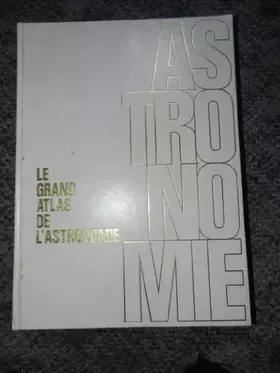 AS
TRO
NO
MIE
LE
GRAND
ATLAS
DE
L'ASTRONOMIE